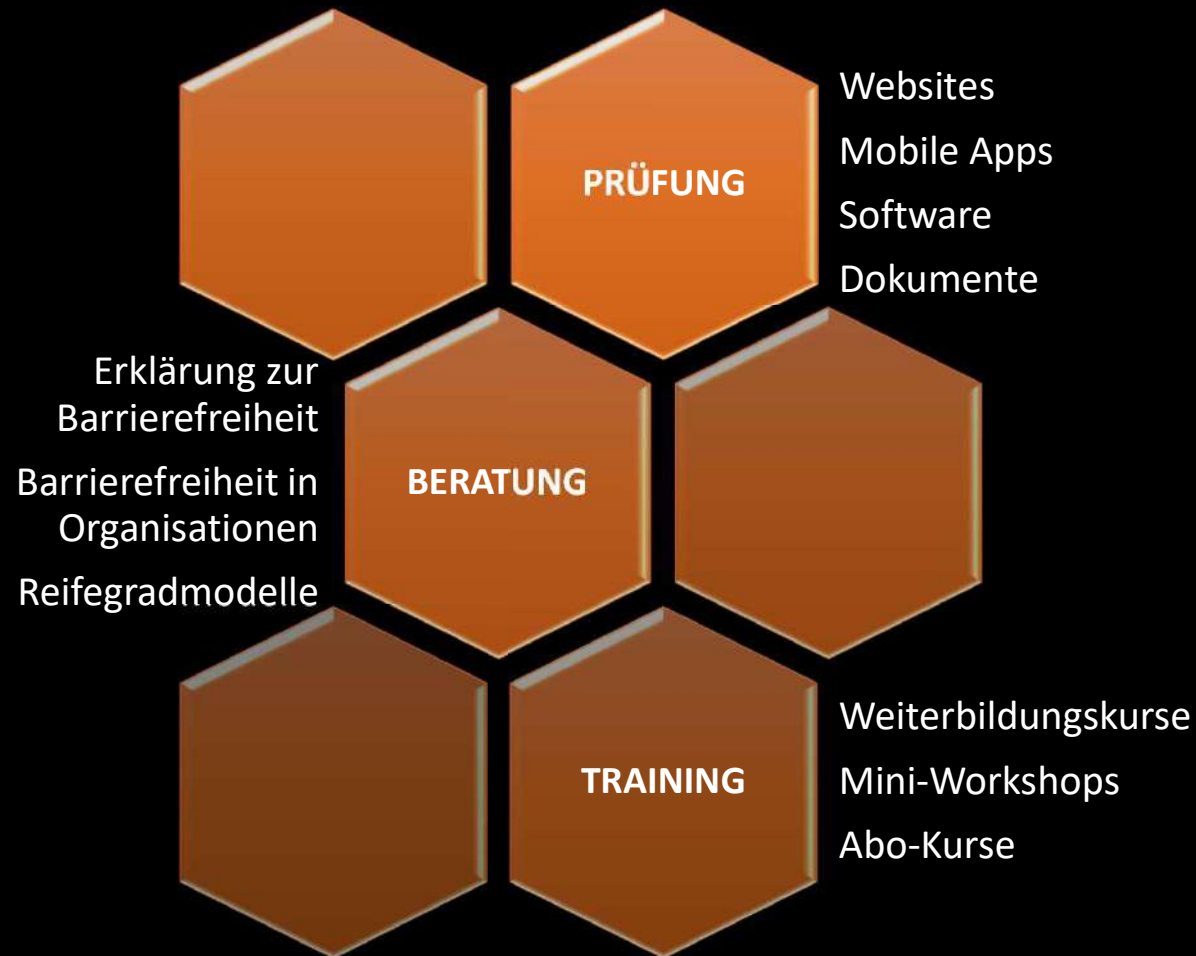 PRÜFUNG
Websites
Mobile Apps
Software
Dokumente
BERATUNG
Erklärung zur
Barrierefreiheit
Barrierefreiheit in
Organisationen
Reifegradmodelle
TRAINING
Weiterbildungskurse
Mini-Workshops
Abo-Kurse